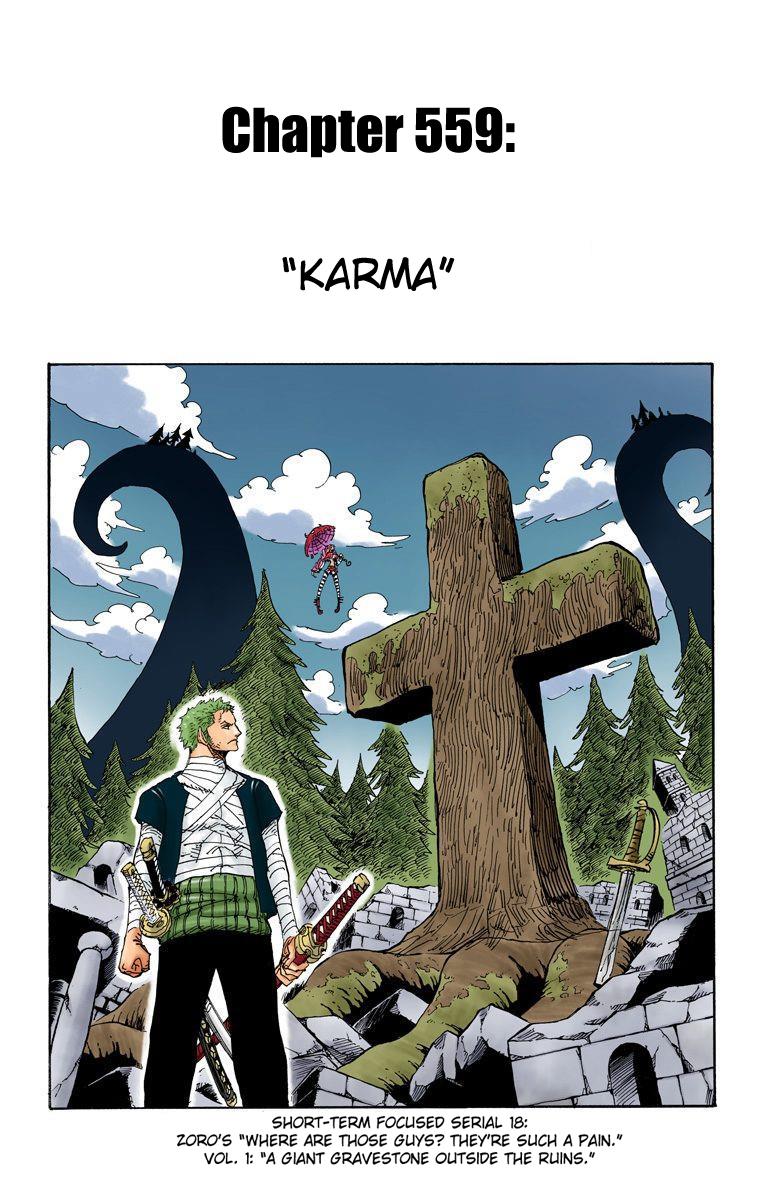 Chapter 559:
"KARMA"
SHORT-TERM FOCUSED SERIAL 18:
ZORO'S "WHERE ARE THOSE GUYS? THEY'RE SUCH A PAIN."
VOL. 1: "A GIANT GRAVESTONE OUTSIDE THE RUINS."